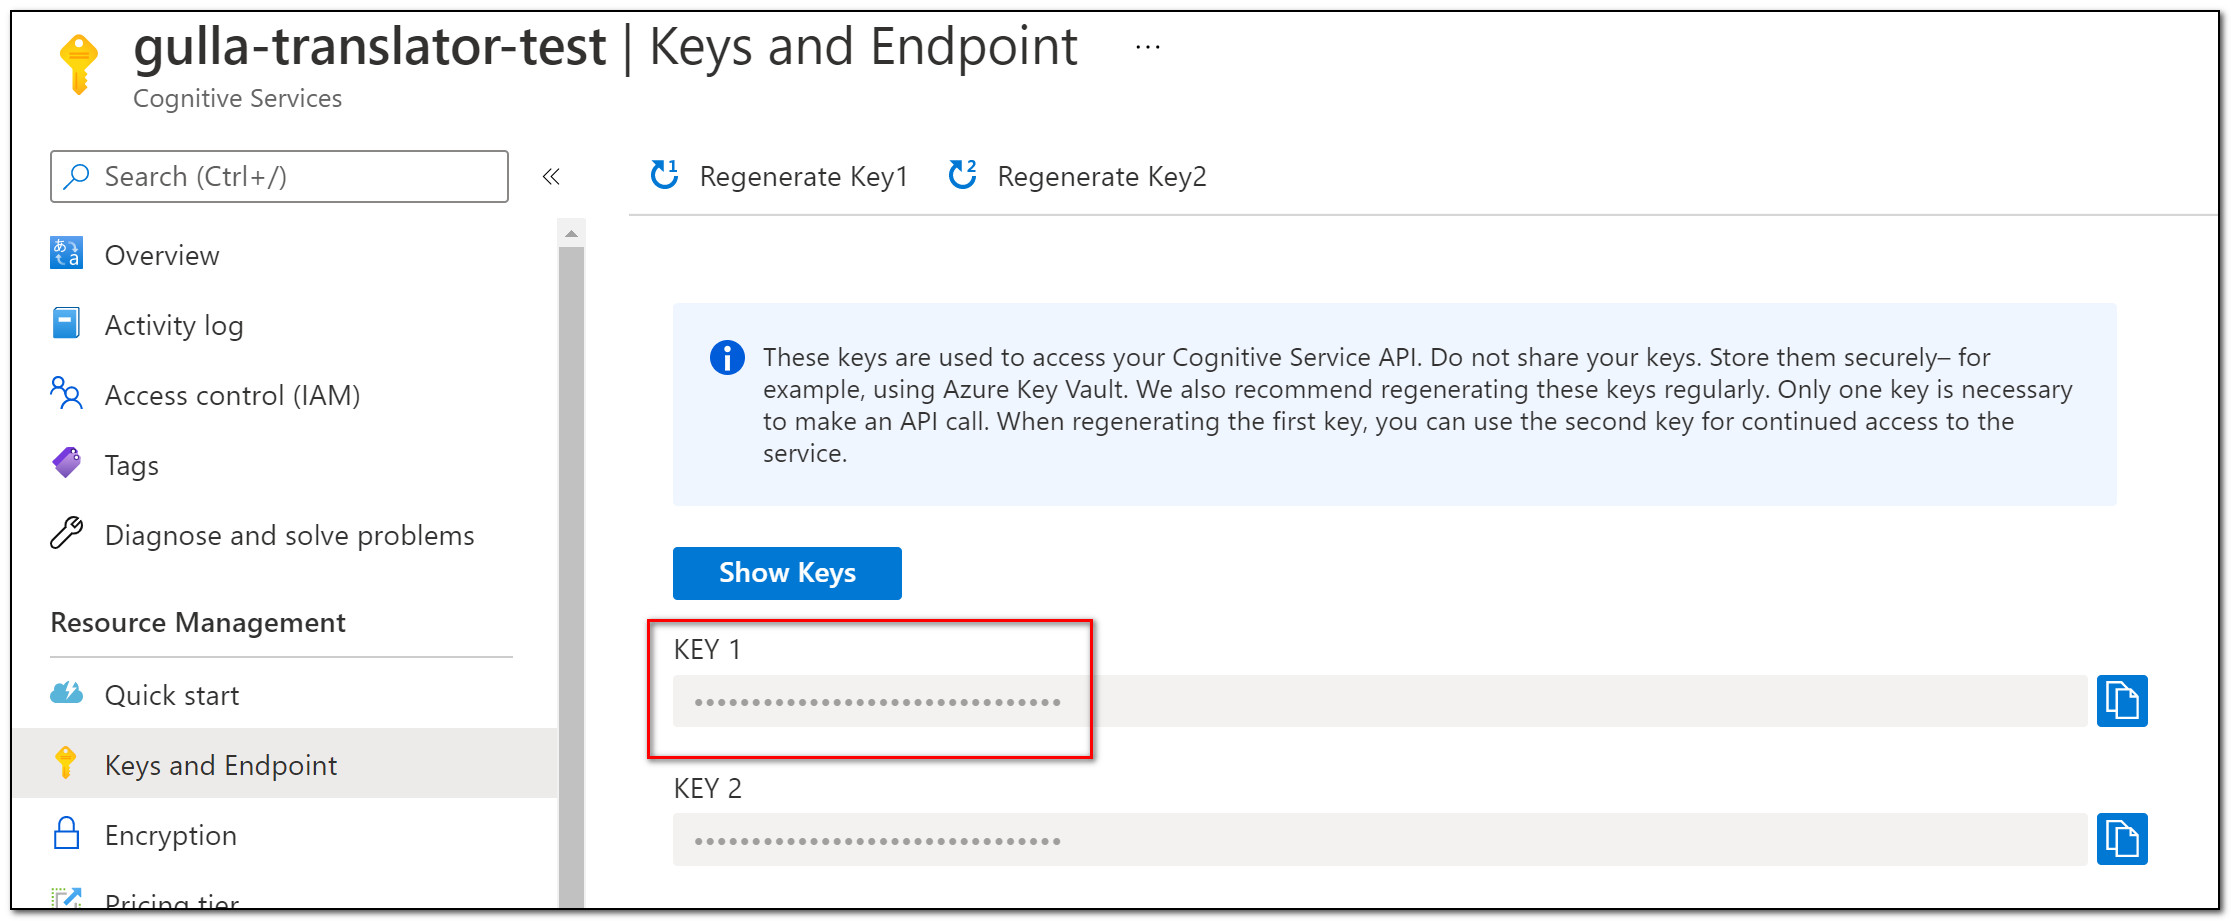 gulla-translator-test | Keys and Endpoint ...
Cognitive Services
Search (Ctrl+/)
«
Overview
Activity log
Access control (IAM)
Tags
Diagnose and solve problems
Resource Management
Quick start
Keys and Endpoint
Encryption
Pricing tier
1 Regenerate Key1
2 Regenerate Key2
These keys are used to access your Cognitive Service API. Do not share your keys. Store them securely– for
example, using Azure Key Vault. We also recommend regenerating these keys regularly. Only one key is necessary
to make an API call. When regenerating the first key, you can use the second key for continued access to the
service.
Show Keys
KEY 1
••••••••••••••••••••••••••••••••
KEY 2
••••••••••••••••••••••••••••••••